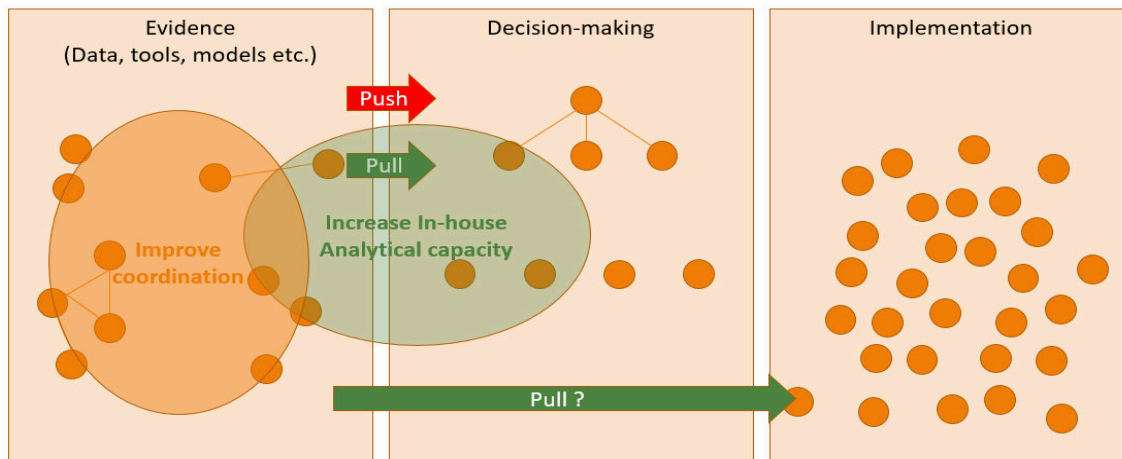 Evidence
(Data, tools, models etc.)
Decision-making
Implementation
Push
Pull
Increase In-house
Analytical capacity
Improve
coordination
Pull ?